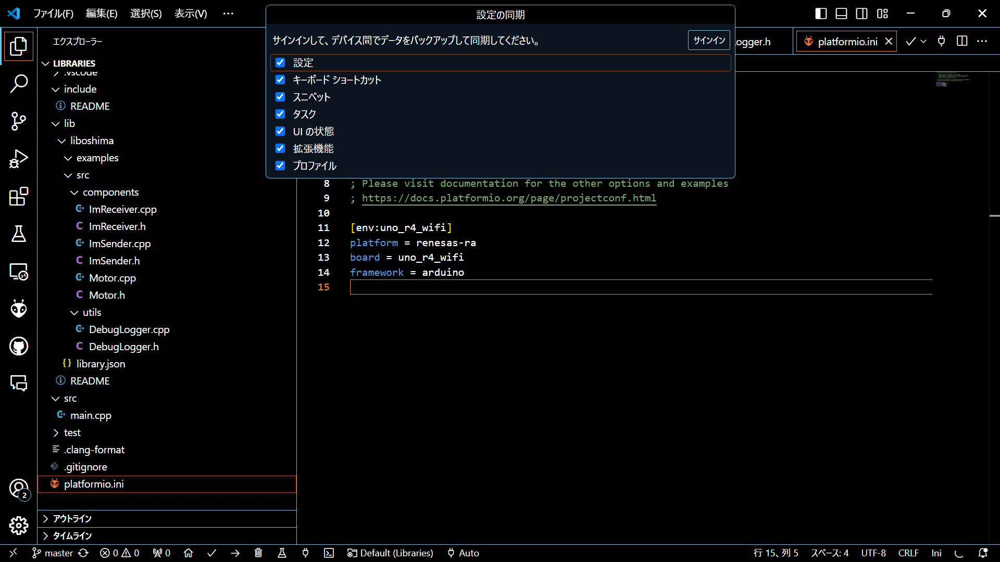 ファイル(F) 編集(E) 選択(S) 表示(V) ···
設定の同期
サインインして、デバイス間でデータをバックアップして同期してください。
サインイン
設定
キーボード ショートカット
スニペット
タスク
UI の状態
拡張機能
プロファイル
ogger.h
platformio.ini
エクスプローラー
LIBRARIES
.vscode
include
README
lib
liboshima
examples
src
components
ImReceiver.cpp
ImReceiver.h
ImSender.cpp
ImSender.h
Motor.cpp
Motor.h
utils
DebugLogger.cpp
DebugLogger.h
library.json
README
src
main.cpp
test
.clang-format
.gitignore
platformio.ini
アウトライン
タイムライン
2
8 ; Please visit documentation for the other options and examples
9 ; https://docs.platformio.org/page/projectconf.html
10
11 [env:uno_r4_wifi]
12 platform = renesas-ra
13 board = uno_r4_wifi
14 framework = arduino
15
master 0 0 0 Default (Libraries) Auto
行 15、列 5 スペース: 4 UTF-8 CRLF Ini